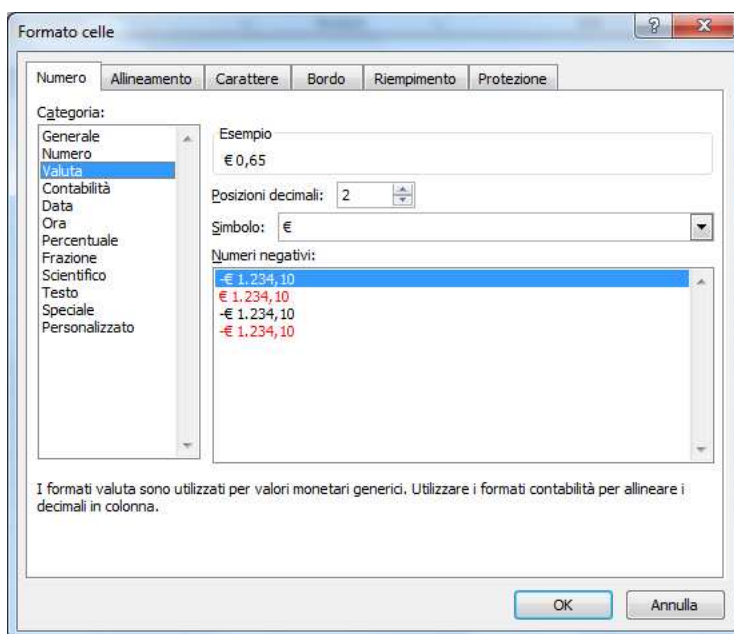 Formato celle
Numero Allineamento Carattere Bordo Riempimento Protezione
Categoria:
Generale
Numero
Valuta
Contabilità
Data
Ora
Percentuale
Frazione
Scientifico
Testo
Speciale
Personalizzato
Esempio
€ 0,65
Posizioni decimali: 2
Simbolo: €
Numeri negativi:
-€ 1.234,10
€ 1.234,10
-€ 1.234,10
-€ 1.234,10
I formati valuta sono utilizzati per valori monetari generici. Utilizzare i formati contabilità per allineare i
decimali in colonna.
OK Annulla